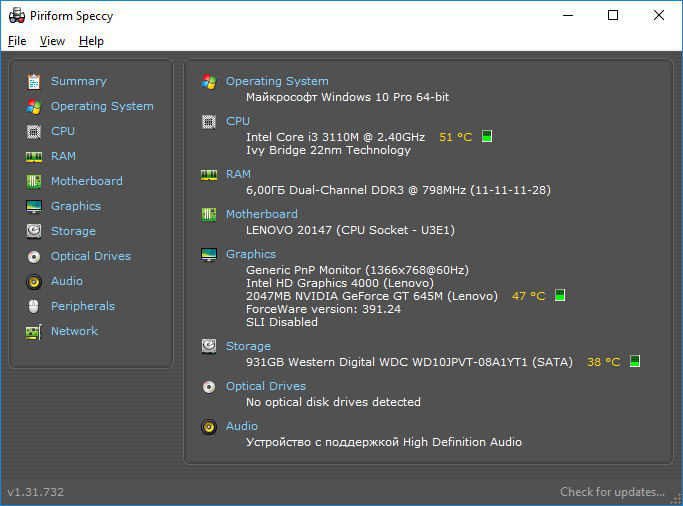 Piriform Speccy
File View Help
Summary
Operating System
CPU
RAM
Motherboard
Graphics
Storage
Optical Drives
Audio
Peripherals
Network
Operating System
Майкрософт Windows 10 Pro 64-bit
CPU
Intel Core i3 3110M @ 2.40GHz 51 °C
Ivy Bridge 22nm Technology
RAM
6,00ГБ Dual-Channel DDR3 @ 798MHz (11-11-11-28)
Motherboard
LENOVO 20147 (CPU Socket - U3E1)
Graphics
Generic PnP Monitor (1366x768@60Hz)
Intel HD Graphics 4000 (Lenovo)
2047MB NVIDIA GeForce GT 645M (Lenovo) 47 °C
ForceWare version: 391.24
SLI Disabled
Storage
931GB Western Digital WDC WD10JPVT-08A1YT1 (SATA) 38 °C
Optical Drives
No optical disk drives detected
Audio
Устройство с поддержкой High Definition Audio
v1.31.732 Check for updates...